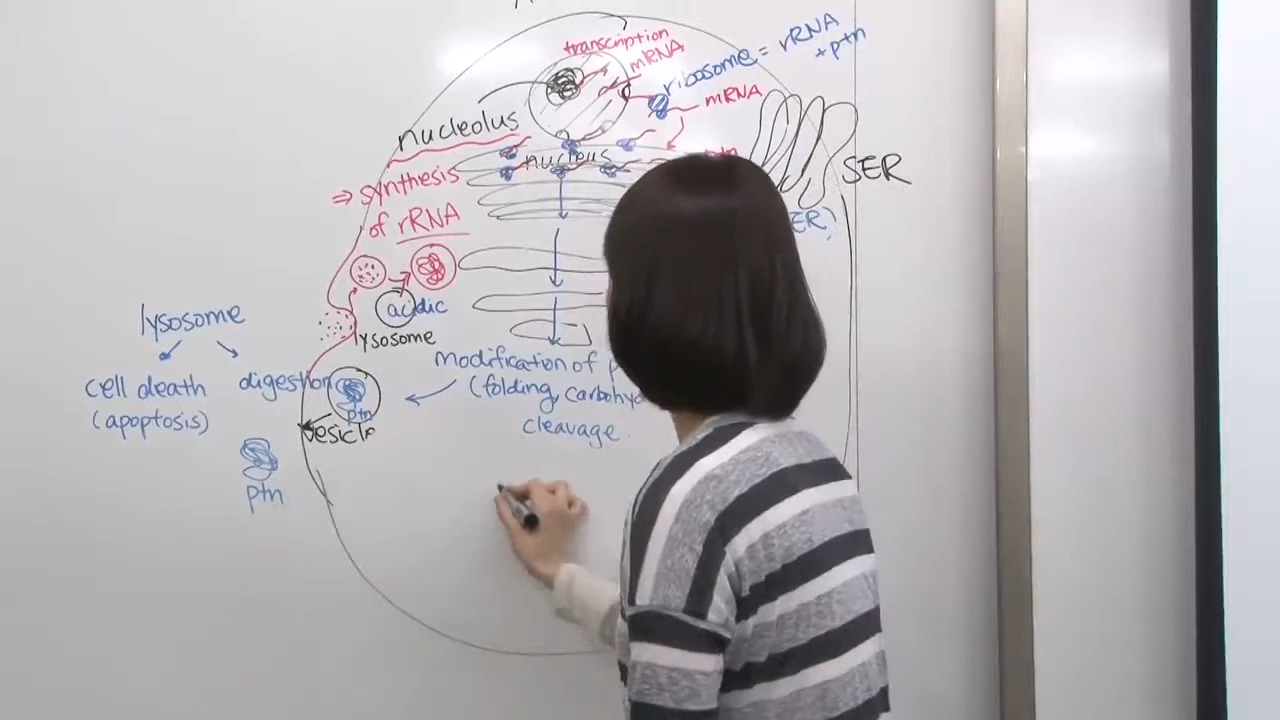 transcription
mRNA
ribosome = rRNA
+ ptn
mRNA
nucleolus
nucleus
SER
⇒ synthesis
of rRNA
ER)
acidic
lysosome
lysosome
modification of p
cell death
digestion
(folding, carbohy
(apoptosis)
ptn
cleavage.
vesicle
ptn